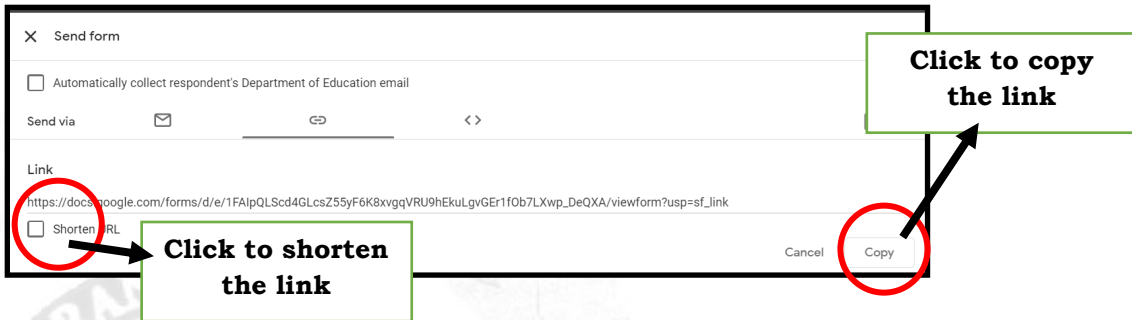 Send form
Click to copy
the link
Automatically collect respondent's Department of Education email
Send via
Link
https://docs.google.com/forms/d/e/1FAIpQLScd4GLcsZ55yF6K8xvgqVRU9hEkuLgvGEr1fOb7LXwp_DeQXA/viewform?usp=sf_link
Shorten URL
Click to shorten
the link
Cancel Copy